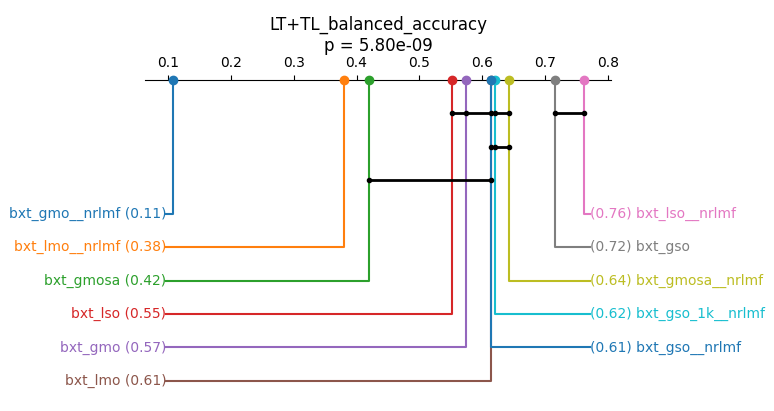 LT+TL_balanced_accuracy
p = 5.80e-09
0.1 0.2 0.3 0.4 0.5 0.6 0.7 0.8
bxt_gmo__nrlmf (0.11)
(0.76) bxt_lso__nrlmf
bxt_lmo__nrlmf (0.38)
(0.72) bxt_gso
bxt_gmosa (0.42)
(0.64) bxt_gmosa__nrlmf
bxt_lso (0.55)
(0.62) bxt_gso_1k__nrlmf
bxt_gmo (0.57)
(0.61) bxt_gso__nrlmf
bxt_lmo (0.61)